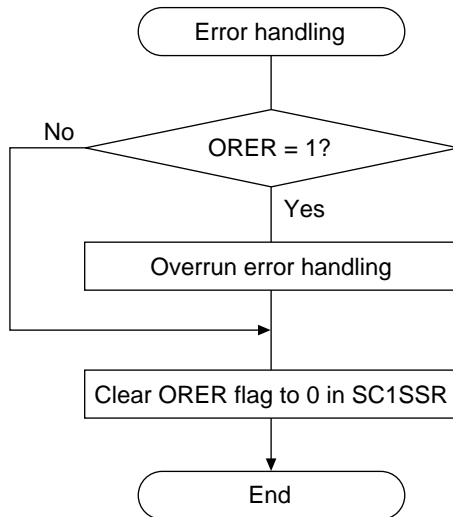 Error handling
No
ORER = 1?
Yes
Overrun error handling
Clear ORER flag to 0 in SC1SSR
End